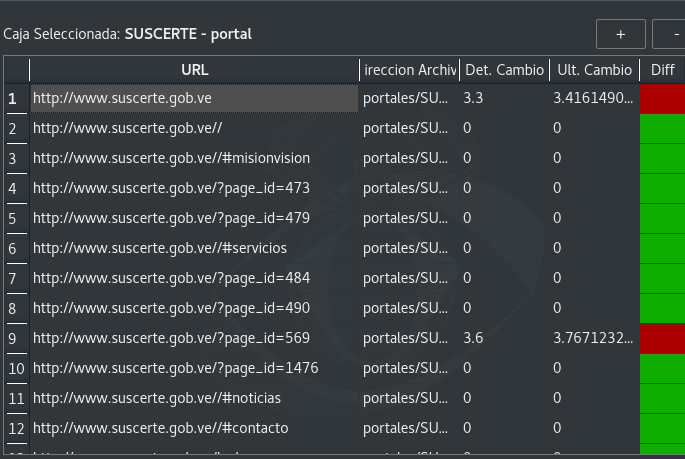 Caja Seleccionada: SUSCERTE - portal + -
URL ireccion Archiv Det. Cambio Ult. Cambio Diff
1 http://www.suscerte.gob.ve portales/SU... 3.3 3.4161490...
2 http://www.suscerte.gob.ve// portales/SU... 0 0
3 http://www.suscerte.gob.ve//#misionvision portales/SU... 0 0
4 http://www.suscerte.gob.ve/?page_id=473 portales/SU... 0 0
5 http://www.suscerte.gob.ve/?page_id=479 portales/SU... 0 0
6 http://www.suscerte.gob.ve//#servicios portales/SU... 0 0
7 http://www.suscerte.gob.ve/?page_id=484 portales/SU... 0 0
8 http://www.suscerte.gob.ve/?page_id=490 portales/SU... 0 0
9 http://www.suscerte.gob.ve/?page_id=569 portales/SU... 3.6 3.7671232...
10 http://www.suscerte.gob.ve/?page_id=1476 portales/SU... 0 0
11 http://www.suscerte.gob.ve//#noticias portales/SU... 0 0
12 http://www.suscerte.gob.ve//#contacto portales/SU... 0 0